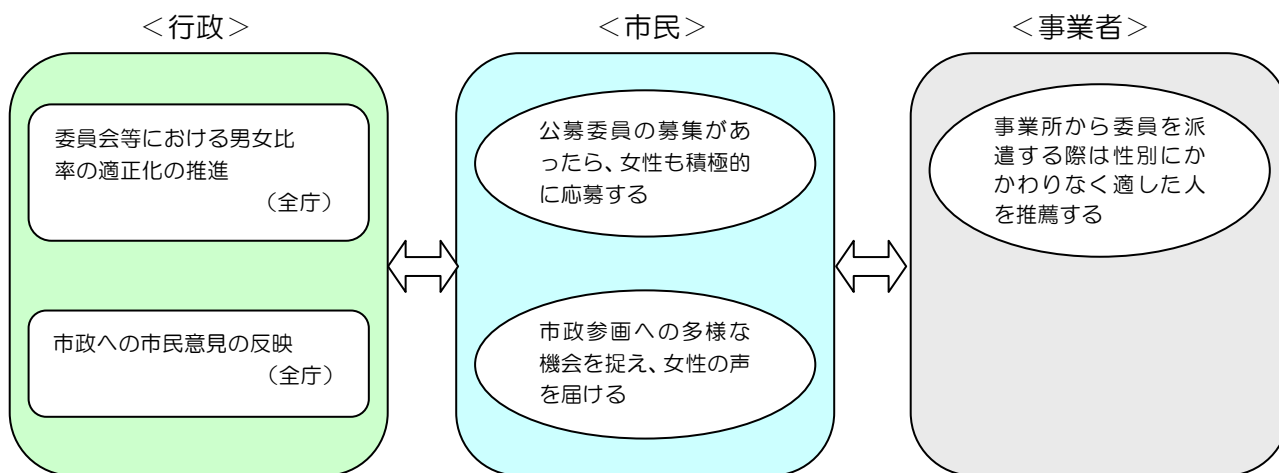 ＜行政＞
委員会等における男女比
率の適正化の推進
（全庁）
市政への市民意見の反映
（全庁）
＜市民＞
公募委員の募集があ
ったら、女性も積極的
に応募する
市政参画への多様な
機会を捉え、女性の声
を届ける
＜事業者＞
事業所から委員を派
遣する際は性別にか
かわりなく適した人
を推薦する